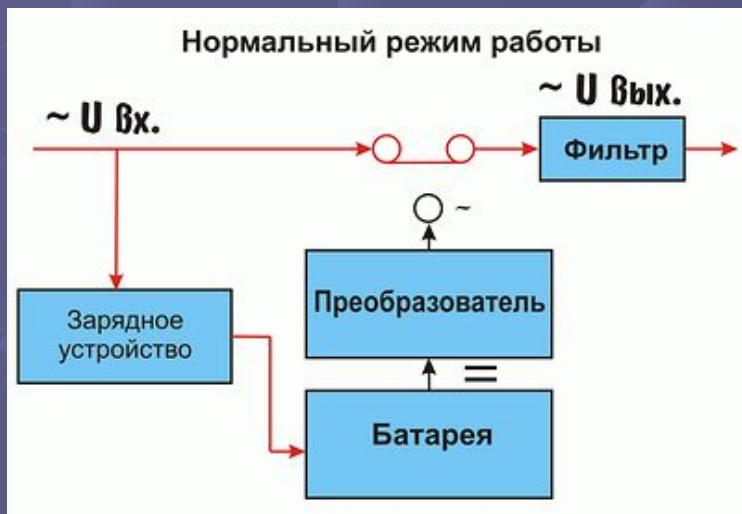 Нормальный режим работы
~ U вх.
~ U вых.
Фильтр
~
Преобразователь
Зарядное
устройство
=
Батарея